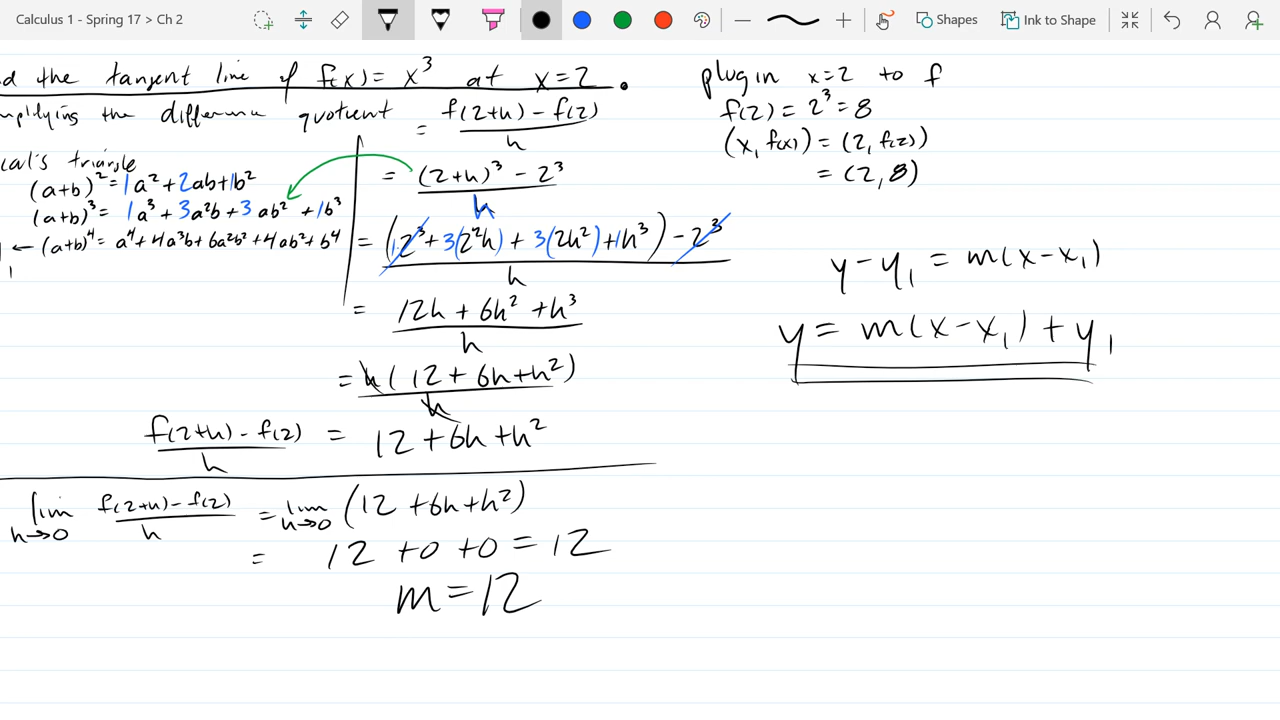 Calculus 1 - Spring 17 > Ch 2
Shapes
Ink to Shape
d the tangent line of f(x) = x³ at x=2.
mplifying the difference quotient = (f(2+h) - f(2))/h
cal's triangle
(a+b)² = 1a² + 2ab + 1b²
(a+b)³ = 1a³ + 3a²b + 3ab² + 1b³
← (a+b)⁴ = a⁴ + 4a³b + 6a²b² + 4ab² + b⁴
1
= ((2+h)³ - 2³)/h
= ((1·2³ + 3(2²h) + 3(2h²) + 1h³) - 2³)/h
= (12h + 6h² + h³)/h
= h(12 + 6h + h²)/h
(f(2+h) - f(2))/h = 12 + 6h + h²
lim h→0 (f(2+h) - f(2))/h = lim h→0 (12 + 6h + h²)
= 12 + 0 + 0 = 12
m = 12
plug in x=2 to f
f(2) = 2³ = 8
(x, f(x)) = (2, f(2))
= (2, 8)
y - y₁ = m(x - x₁)
y = m(x - x₁) + y₁